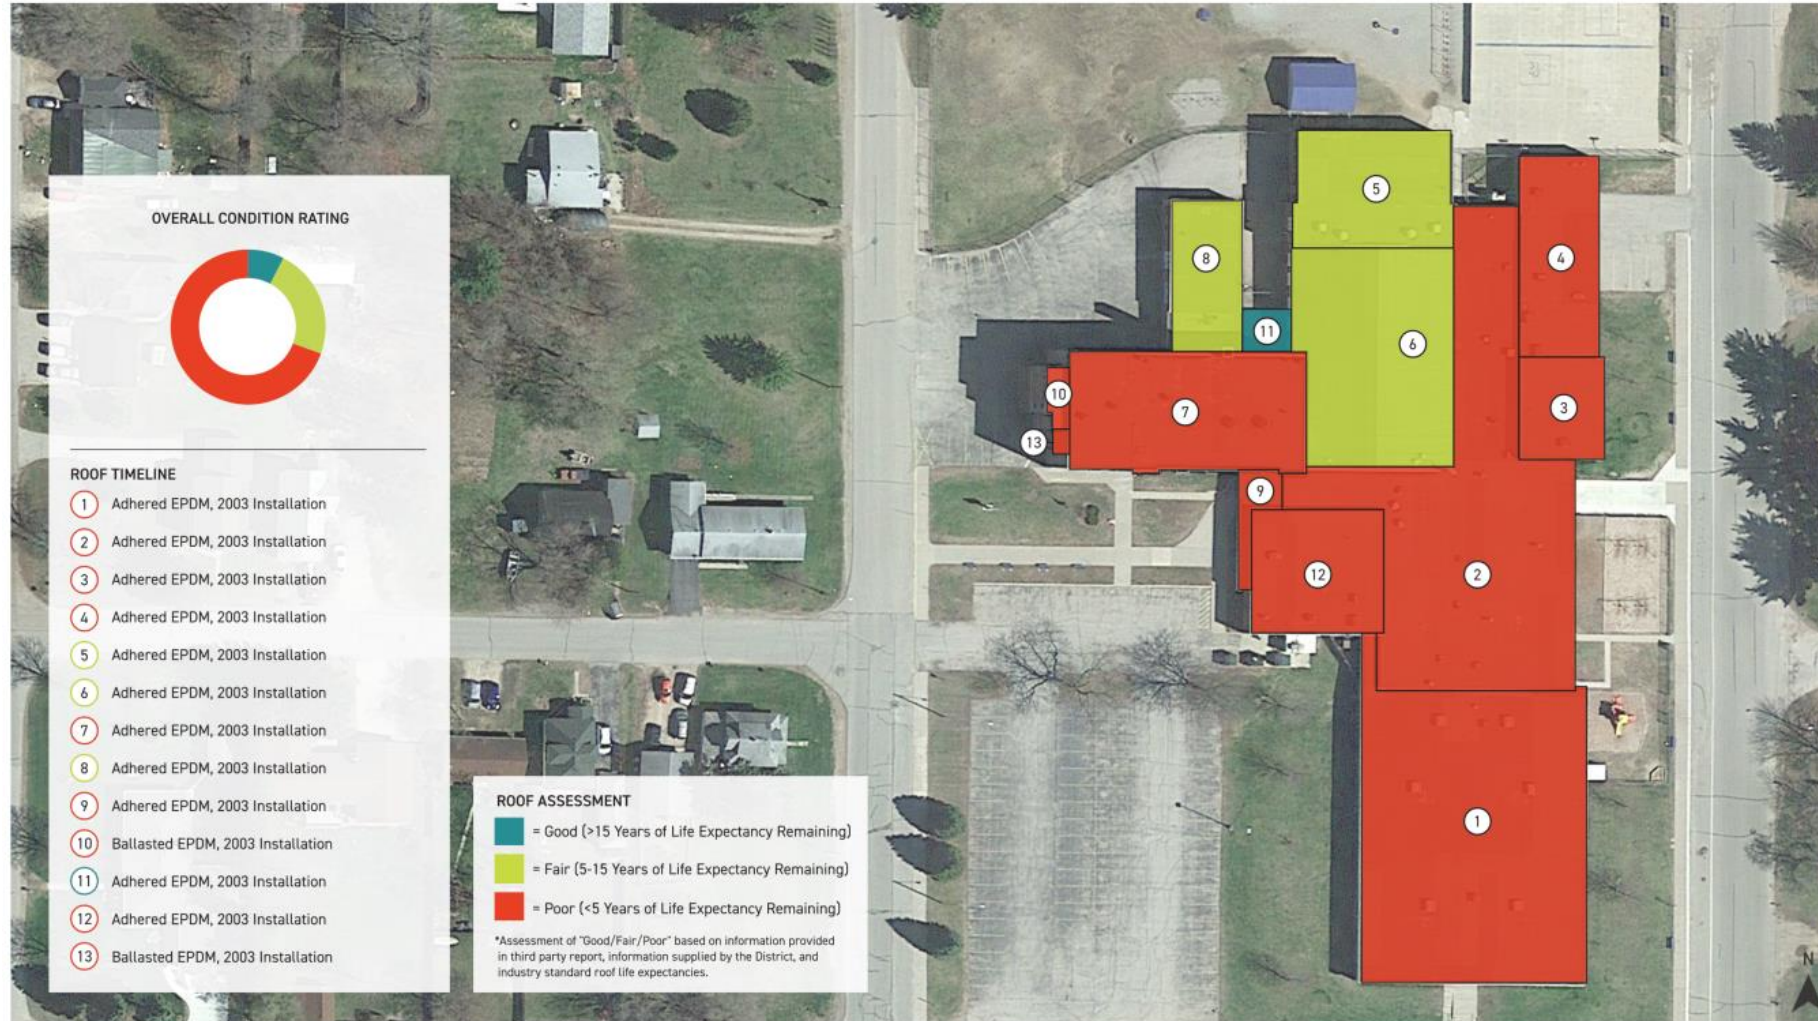 OVERALL CONDITION RATING
ROOF TIMELINE
1 Adhered EPDM, 2003 Installation
2 Adhered EPDM, 2003 Installation
3 Adhered EPDM, 2003 Installation
4 Adhered EPDM, 2003 Installation
5 Adhered EPDM, 2003 Installation
6 Adhered EPDM, 2003 Installation
7 Adhered EPDM, 2003 Installation
8 Adhered EPDM, 2003 Installation
9 Adhered EPDM, 2003 Installation
10 Ballasted EPDM, 2003 Installation
11 Adhered EPDM, 2003 Installation
12 Adhered EPDM, 2003 Installation
13 Ballasted EPDM, 2003 Installation
ROOF ASSESSMENT
= Good (>15 Years of Life Expectancy Remaining)
= Fair (5-15 Years of Life Expectancy Remaining)
= Poor (<5 Years of Life Expectancy Remaining)
*Assessment of "Good/Fair/Poor" based on information provided
in third party report, information supplied by the District, and
industry standard roof life expectancies.
5
8
4
11
6
10
3
7
13
9
12
2
1
N